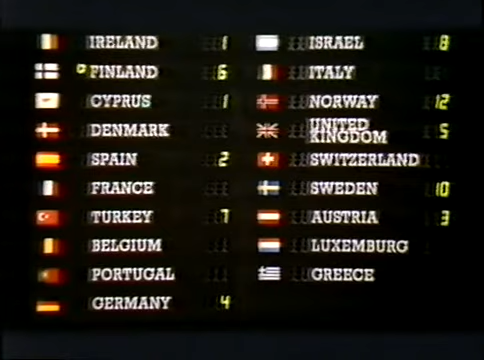 IRELAND 1
FINLAND 6
CYPRUS 1
DENMARK
SPAIN 2
FRANCE
TURKEY 7
BELGIUM
PORTUGAL
GERMANY 4
ISRAEL 8
ITALY
NORWAY 12
UNITED
KINGDOM 5
SWITZERLAND
SWEDEN 10
AUSTRIA 3
LUXEMBURG
GREECE